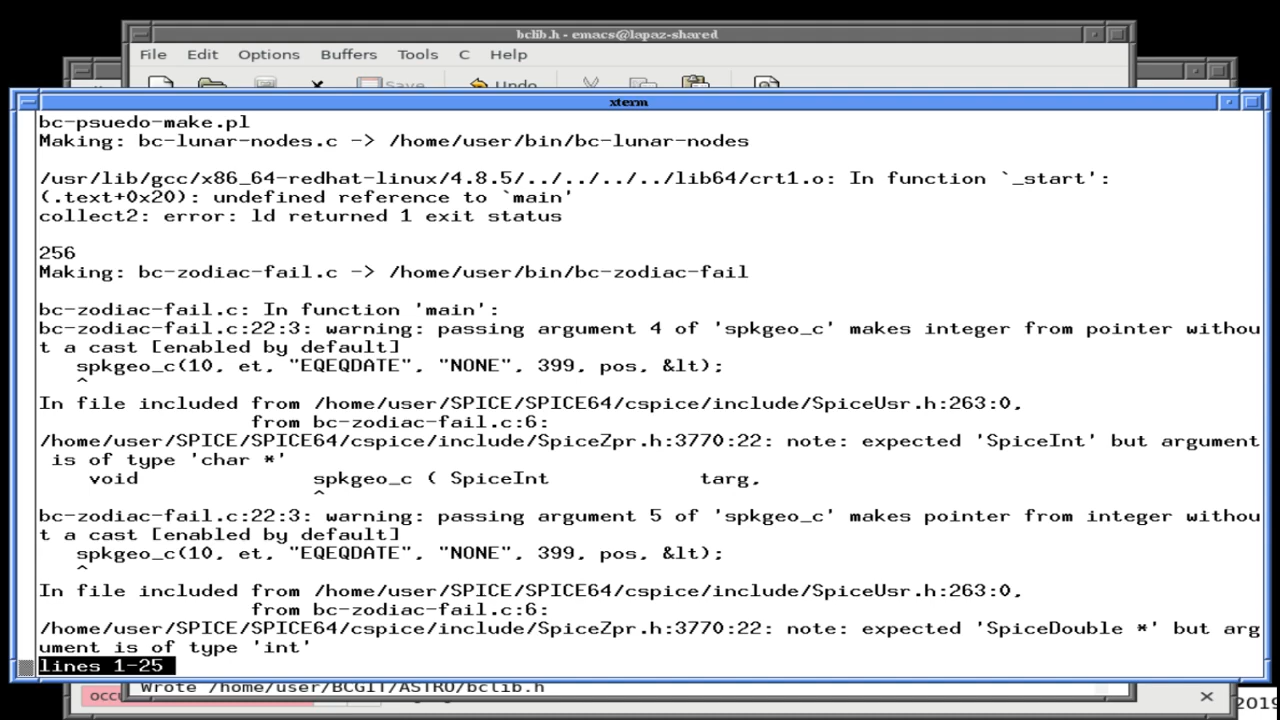 bclib.h - emacs@lapaz-shared
File Edit Options Buffers Tools C Help
Save Undo
xterm
bc-psuedo-make.pl
Making: bc-lunar-nodes.c -> /home/user/bin/bc-lunar-nodes
/usr/lib/gcc/x86_64-redhat-linux/4.8.5/../../../../lib64/crt1.o: In function `_start':
(.text+0x20): undefined reference to `main'
collect2: error: ld returned 1 exit status
256
Making: bc-zodiac-fail.c -> /home/user/bin/bc-zodiac-fail
bc-zodiac-fail.c: In function 'main':
bc-zodiac-fail.c:22:3: warning: passing argument 4 of 'spkgeo_c' makes integer from pointer withou
t a cast [enabled by default]
spkgeo_c(10, et, "EQEQDATE", "NONE", 399, pos, &lt);
^
In file included from /home/user/SPICE/SPICE64/cspice/include/SpiceUsr.h:263:0,
from bc-zodiac-fail.c:6:
/home/user/SPICE/SPICE64/cspice/include/SpiceZpr.h:3770:22: note: expected 'SpiceInt' but argument
is of type 'char *'
void spkgeo_c ( SpiceInt targ,
^
bc-zodiac-fail.c:22:3: warning: passing argument 5 of 'spkgeo_c' makes pointer from integer withou
t a cast [enabled by default]
spkgeo_c(10, et, "EQEQDATE", "NONE", 399, pos, &lt);
^
In file included from /home/user/SPICE/SPICE64/cspice/include/SpiceUsr.h:263:0,
from bc-zodiac-fail.c:6:
/home/user/SPICE/SPICE64/cspice/include/SpiceZpr.h:3770:22: note: expected 'SpiceDouble *' but arg
ument is of type 'int'
lines 1-25
Wrote /home/user/BCGIT/ASTRO/bclib.h
occu
2019